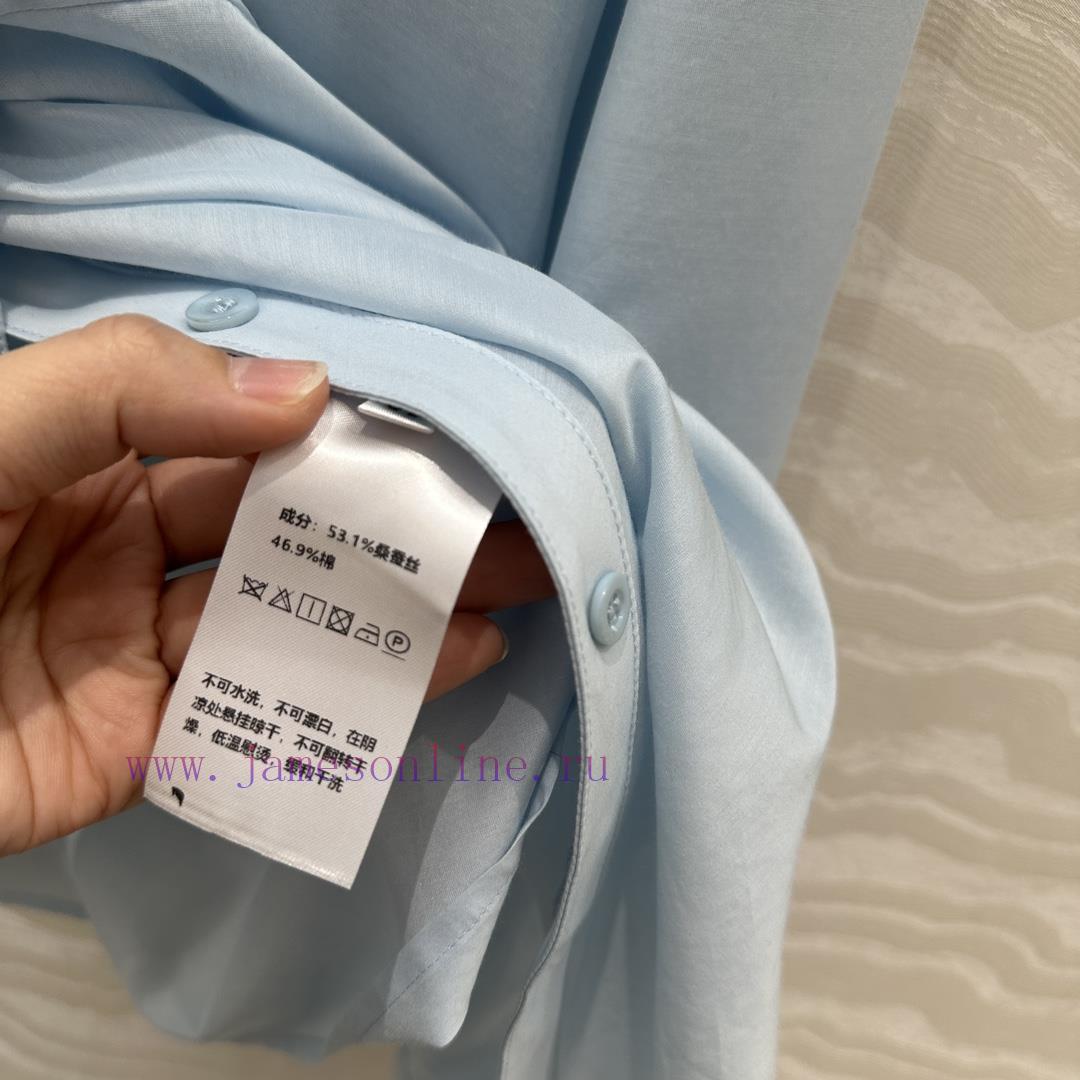 成分：53.1%桑蚕丝
46.9%棉
P
不可水洗，不可漂白，在阴
凉处悬挂晾干，不可翻转干
燥，低温熨烫，柔和干洗
www.jamesonline.ru